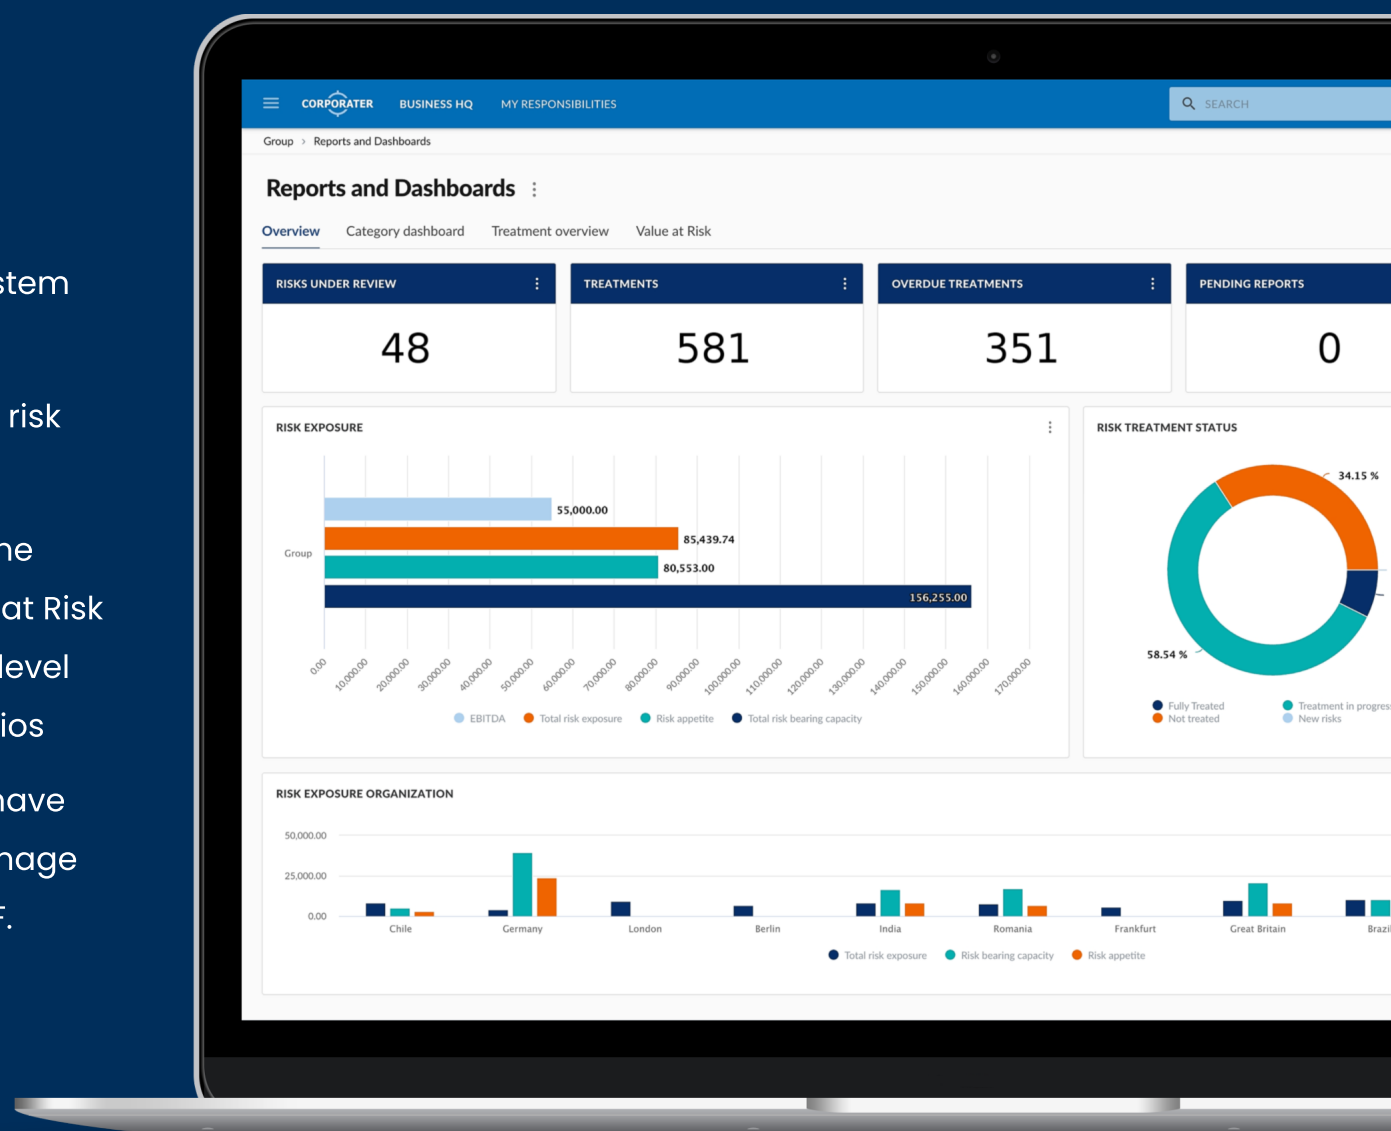 stem
risk
ne
at Risk
level
ios
have
nage
F.
CORPORATER BUSINESS HQ MY RESPONSIBILITIES SEARCH
Group > Reports and Dashboards
Reports and Dashboards
Overview Category dashboard Treatment overview Value at Risk
RISKS UNDER REVIEW
48
TREATMENTS
581
OVERDUE TREATMENTS
351
PENDING REPORTS
0
RISK EXPOSURE
55,000.00
85,439.74
80,553.00
156,255.00
Group
0.00 10,000.00 20,000.00 30,000.00 40,000.00 50,000.00 60,000.00 70,000.00 80,000.00 90,000.00 100,000.00 110,000.00 120,000.00 130,000.00 140,000.00 150,000.00 160,000.00 170,000.00
EBITDA Total risk exposure Risk appetite Total risk bearing capacity
RISK TREATMENT STATUS
34.15 %
58.54 %
Fully Treated Treatment in progress
Not treated New risks
RISK EXPOSURE ORGANIZATION
50,000.00
25,000.00
0.00
Chile Germany London Berlin India Romania Frankfurt Great Britain Brazil
Total risk exposure Risk bearing capacity Risk appetite